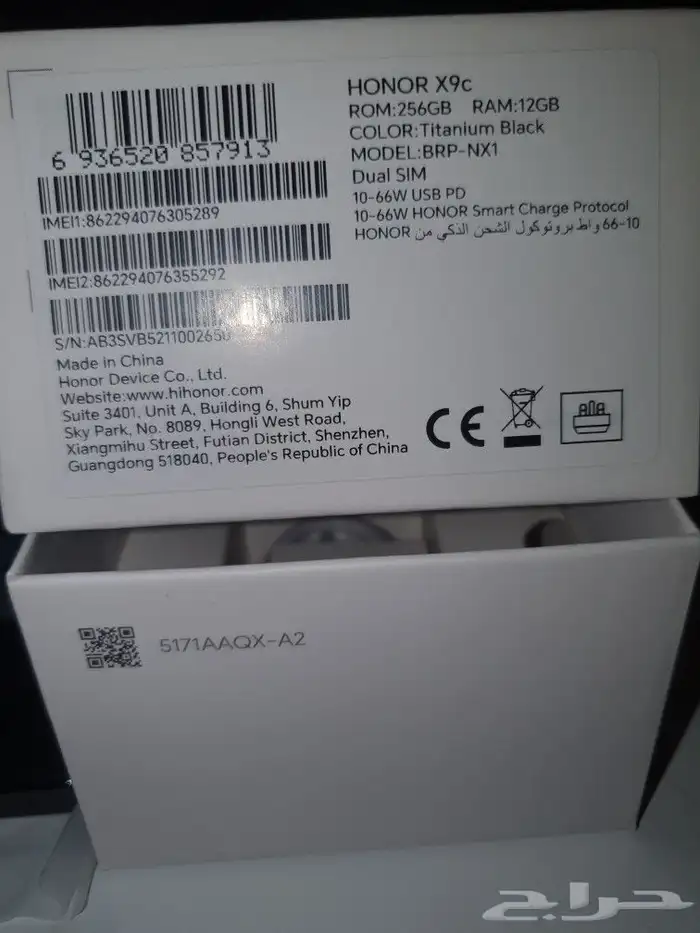 HONOR X9c
ROM:256GB RAM:12GB
COLOR:Titanium Black
MODEL:BRP-NX1
Dual SIM
10-66W USB PD
10-66W HONOR Smart Charge Protocol
10-66 واط بروتوكول الشحن الذكي من HONOR
6 936520 857913
IMEI1:862294076305289
IMEI2:862294076355292
S/N:AB3SVB5211002650
Made in China
Honor Device Co., Ltd.
Website:www.hihonor.com
Suite 3401, Unit A, Building 6, Shum Yip
Sky Park, No. 8089, Hongli West Road,
Xiangmihu Street, Futian District, Shenzhen,
Guangdong 518040, People's Republic of China
CE
5171AAQX-A2
حراج